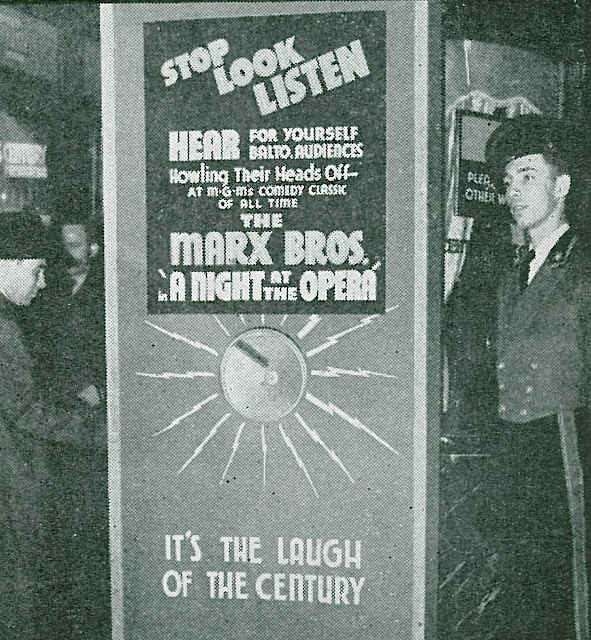 STOP
LOOK
LISTEN
HEAR FOR YOURSELF
BALTO. AUDIENCES
Howling Their Heads Off-
AT M-G-M's COMEDY CLASSIC
OF ALL TIME
THE
MARX BROS.
in "A NIGHT AT THE OPERA"
IT'S THE LAUGH
OF THE CENTURY
OTHER